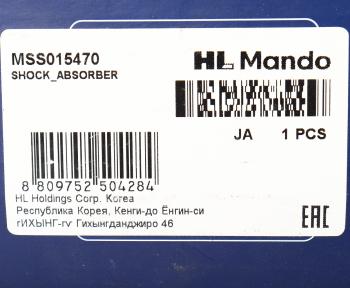 MSS015470
SHOCK_ABSORBER
HL Mando
JA 1 PCS
8 809752 504284
HL Holdings Corp. Korea
Республика Корея, Кенги-до Ёнгин-си
гИХЫНГ-гу Гихынгданджиро 46
EAC